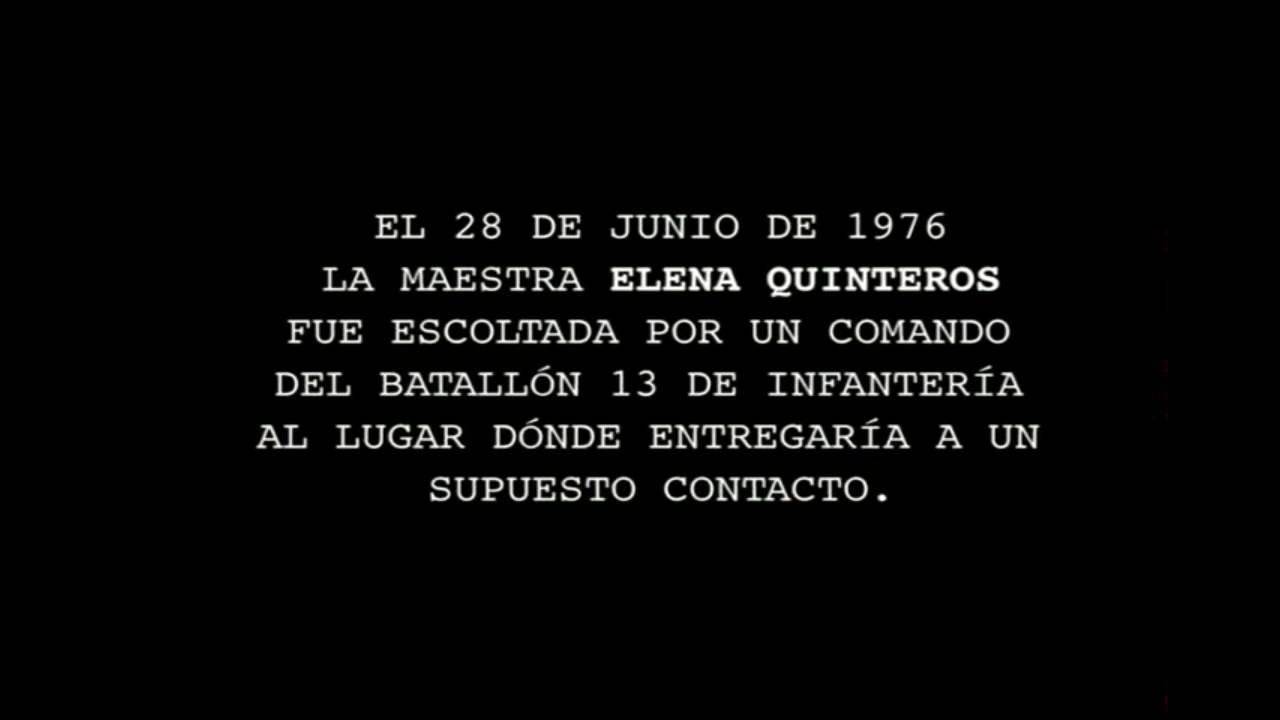 EL 28 DE JUNIO DE 1976
LA MAESTRA ELENA QUINTEROS
FUE ESCOLTADA POR UN COMANDO
DEL BATALLÓN 13 DE INFANTERÍA
AL LUGAR DÓNDE ENTREGARÍA A UN
SUPUESTO CONTACTO.